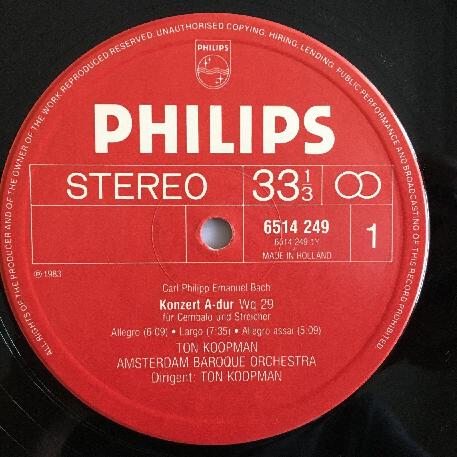 ALL RIGHTS OF THE PRODUCER AND OF THE OWNER OF THE WORK REPRODUCED RESERVED. UNAUTHORISED COPYING, HIRING, LENDING, PUBLIC PERFORMANCE AND BROADCASTING OF THIS RECORD PROHIBITED
PHILIPS
PHILIPS
STEREO 33 1/3
6514 249
6514 249.1Y
MADE IN HOLLAND
1
℗ 1983
Carl Philipp Emanuel Bach
Konzert A-dur Wq 29
für Cembalo und Streicher
Allegro (6:09) • Largo (7:35) • Allegro assai (5:09)
TON KOOPMAN
AMSTERDAM BAROQUE ORCHESTRA
Dirigent: TON KOOPMAN